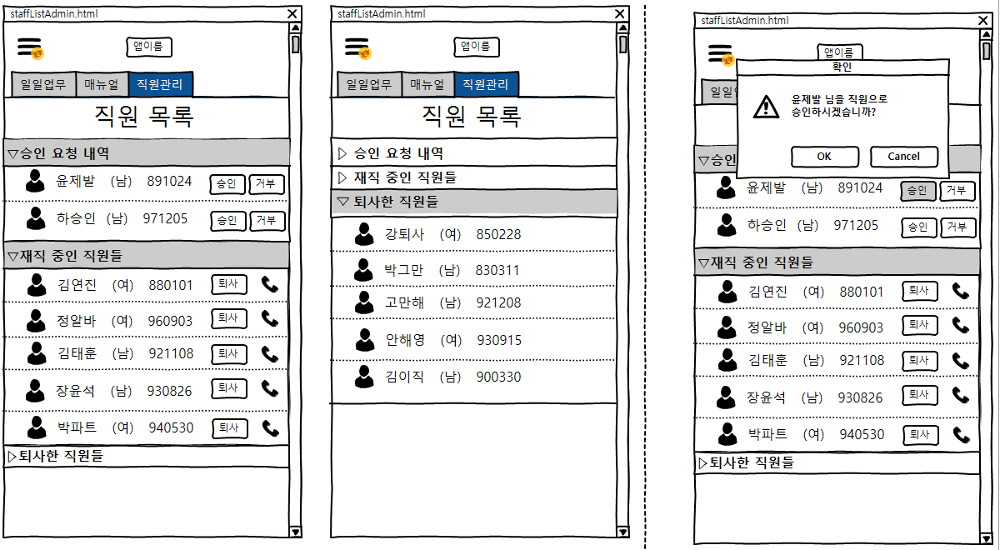 staffListAdmin.html
앱이름
일일업무 매뉴얼 직원관리
직원 목록
▽승인 요청 내역
윤제발 (남) 891024 승인 거부
하승인 (남) 971205 승인 거부
▽재직 중인 직원들
김연진 (여) 880101 퇴사
정알바 (여) 960903 퇴사
김태훈 (남) 921108 퇴사
장윤석 (남) 930826 퇴사
박파트 (여) 940530 퇴사
▷퇴사한 직원들
staffListAdmin.html
앱이름
일일업무 매뉴얼 직원관리
직원 목록
▷ 승인 요청 내역
▷ 재직 중인 직원들
▽ 퇴사한 직원들
강퇴사 (여) 850228
박그만 (남) 830311
고만해 (남) 921208
안해영 (여) 930915
김이직 (남) 900330
staffListAdmin.html
앱이름
확인
일일
윤제발 님을 직원으로
승인하시겠습니까?
OK Cancel
▽승인
윤제발 (남) 891024 승인 거부
하승인 (남) 971205 승인 거부
▽재직 중인 직원들
김연진 (여) 880101 퇴사
정알바 (여) 960903 퇴사
김태훈 (남) 921108 퇴사
장윤석 (남) 930826 퇴사
박파트 (여) 940530 퇴사
▷퇴사한 직원들